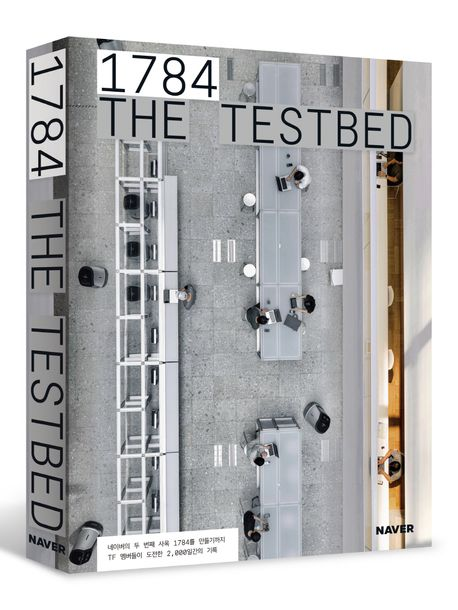 1784
THE TESTBED
네이버의 두 번째 사옥 1784를 만들기까지
TF 멤버들이 도전한 2,000일간의 기록
NAVER
1784 THE TESTBED
NAVER